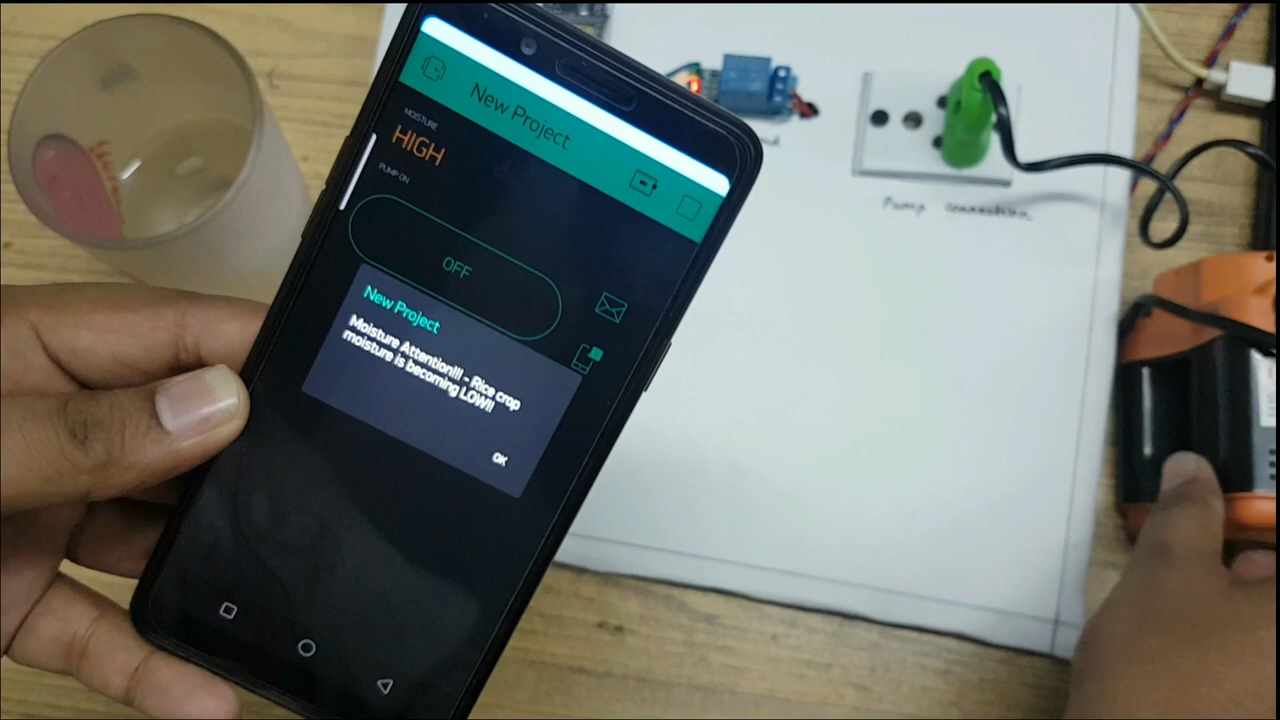 New Project
MOISTURE
HIGH
PUMP ON
OFF
New Project
Moisture Attention!!! - Rice crop
moisture is becoming LOW!!
OK
Pump connection